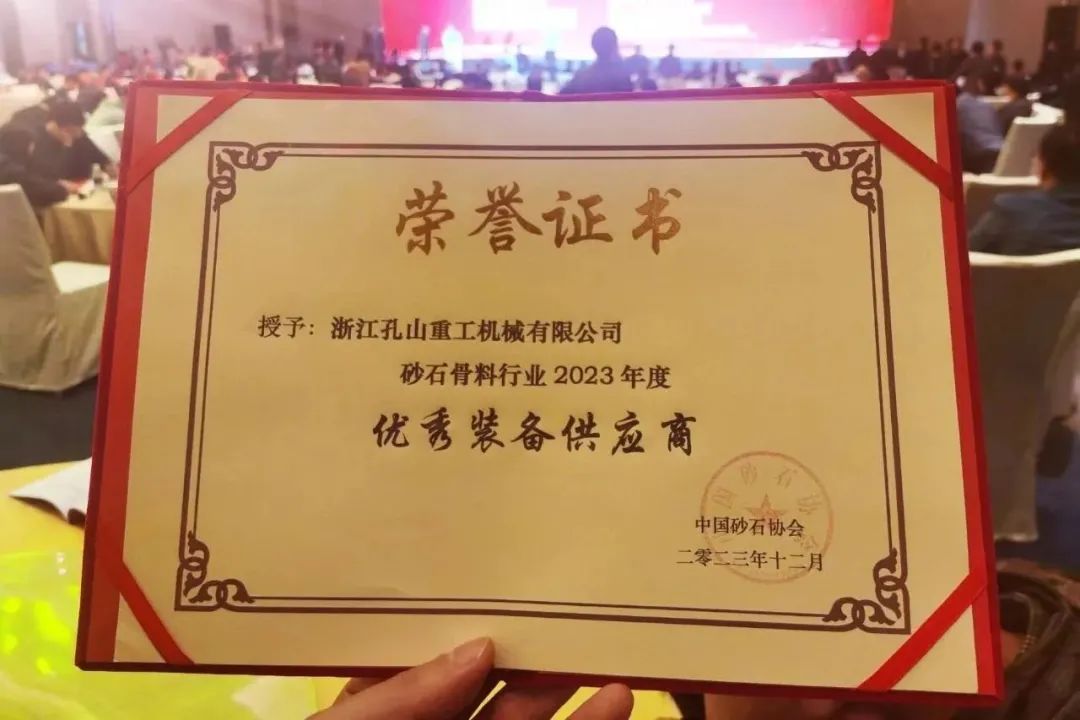 荣誉证书
授予：浙江孔山重工机械有限公司
砂石骨料行业 2023 年度
优秀装备供应商
中国砂石协会
二零二三年十二月